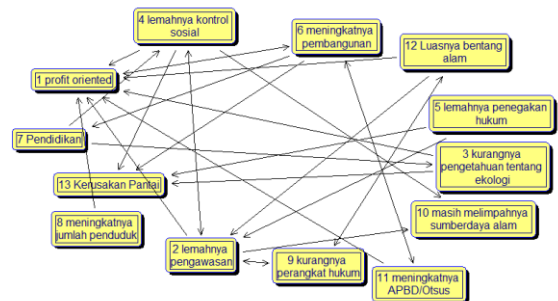 4 lemahnya kontrol
sosial
6 meningkatnya
pembangunan
12 Luasnya bentang
alam
1 profit oriented
5 lemahnya penegakan
hukum
7 Pendidikan
3 kurangnya
pengetahuan tentang
ekologi
13 Kerusakan Pantai
8 meningkatnya
jumlah penduduk
10 masih melimpahnya
sumberdaya alam
2 lemahnya
pengawasan
9 kurangnya
perangkat hukum
11 meningkatnya
APBD/Otsus